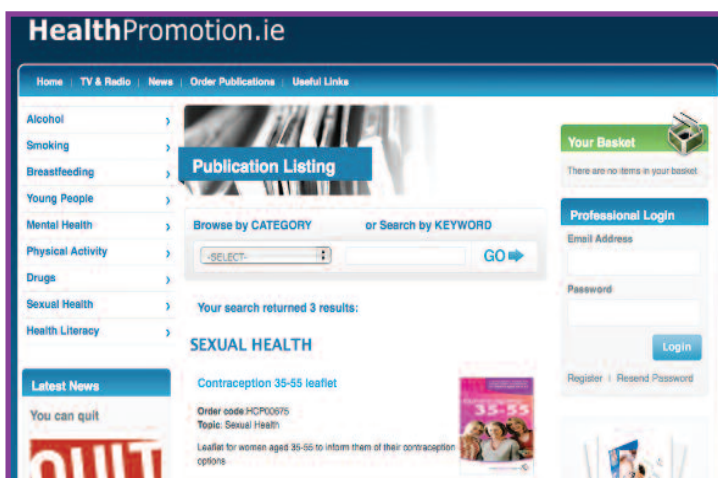 HealthPromotion.ie
Home | TV & Radio | News | Order Publications | Useful Links
Alcohol
Smoking
Breastfeeding
Young People
Mental Health
Physical Activity
Drugs
Sexual Health
Health Literacy
Latest News
You can quit
QUIT
Publication Listing
Browse by CATEGORY or Search by KEYWORD
-SELECT- GO
Your search returned 3 results:
SEXUAL HEALTH
Contraception 35-55 leaflet
Order code:HCP00675
Topic: Sexual Health
Leaflet for women aged 35-55 to inform them of their contraception
options
35-55
Your Basket
There are no items in your basket
Professional Login
Email Address
Password
Login
Register | Resend Password